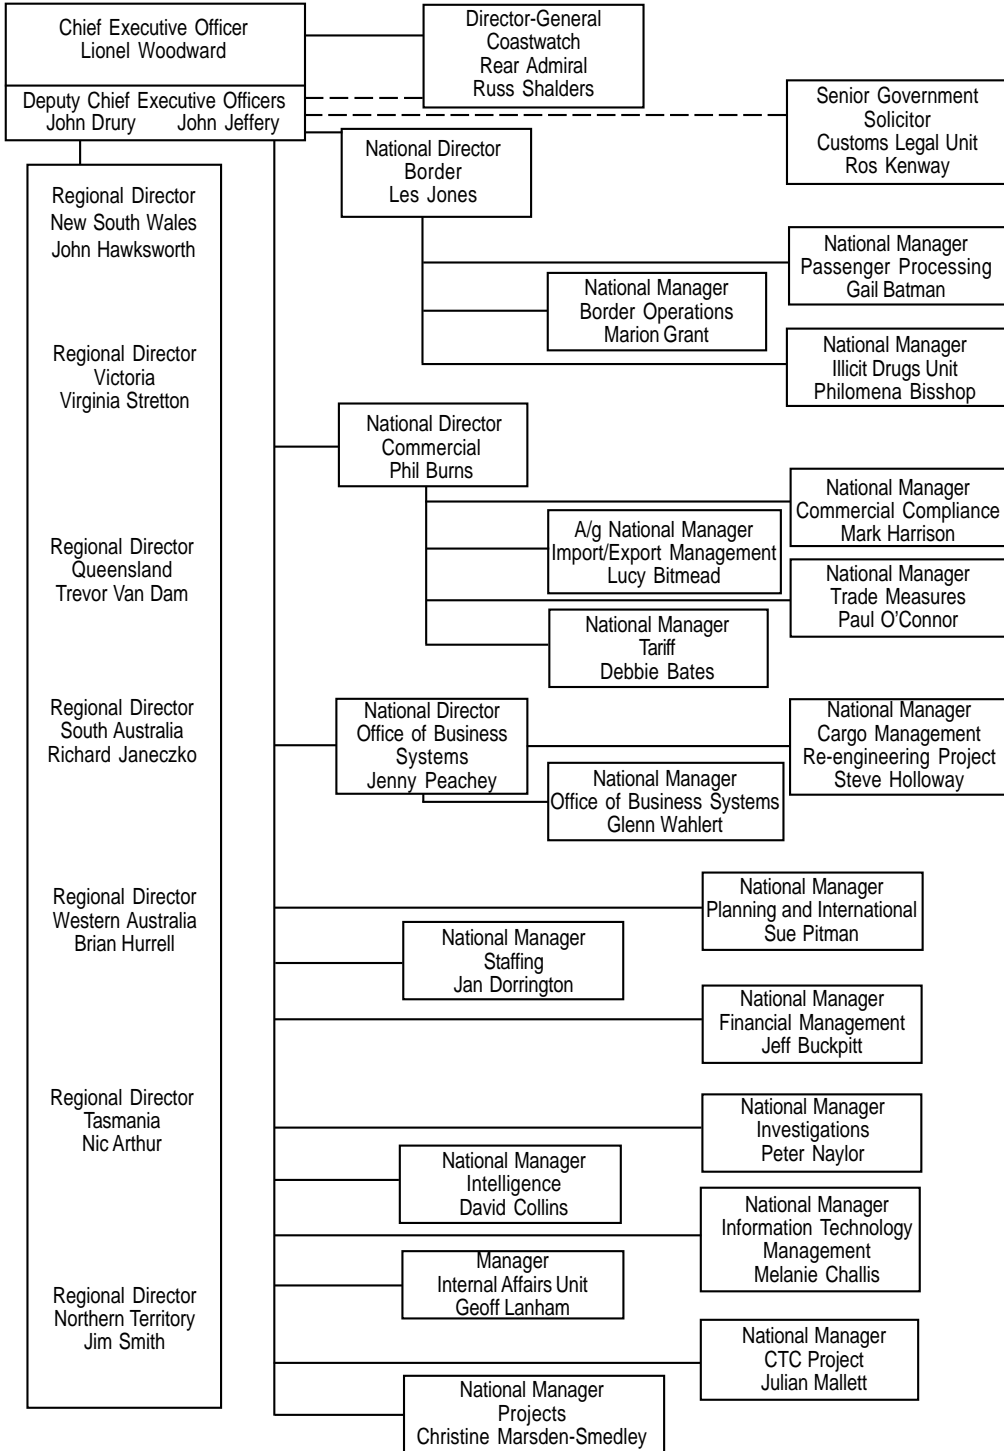 Chief Executive Officer
Lionel Woodward
Deputy Chief Executive Officers
John Drury John Jeffery
Director-General
Coastwatch
Rear Admiral
Russ Shalders
Senior Government
Solicitor
Customs Legal Unit
Ros Kenway
National Director
Border
Les Jones
National Manager
Passenger Processing
Gail Batman
National Manager
Border Operations
Marion Grant
National Manager
Illicit Drugs Unit
Philomena Bisshop
National Director
Commercial
Phil Burns
National Manager
Commercial Compliance
Mark Harrison
A/g National Manager
Import/Export Management
Lucy Bitmead
National Manager
Trade Measures
Paul O'Connor
National Manager
Tariff
Debbie Bates
National Director
Office of Business
Systems
Jenny Peachey
National Manager
Cargo Management
Re-engineering Project
Steve Holloway
National Manager
Office of Business Systems
Glenn Wahlert
National Manager
Planning and International
Sue Pitman
National Manager
Staffing
Jan Dorrington
National Manager
Financial Management
Jeff Buckpitt
National Manager
Investigations
Peter Naylor
National Manager
Intelligence
David Collins
National Manager
Information Technology
Management
Melanie Challis
Manager
Internal Affairs Unit
Geoff Lanham
National Manager
CTC Project
Julian Mallett
National Manager
Projects
Christine Marsden-Smedley
Regional Director
New South Wales
John Hawksworth
Regional Director
Victoria
Virginia Stretton
Regional Director
Queensland
Trevor Van Dam
Regional Director
South Australia
Richard Janeczko
Regional Director
Western Australia
Brian Hurrell
Regional Director
Tasmania
Nic Arthur
Regional Director
Northern Territory
Jim Smith